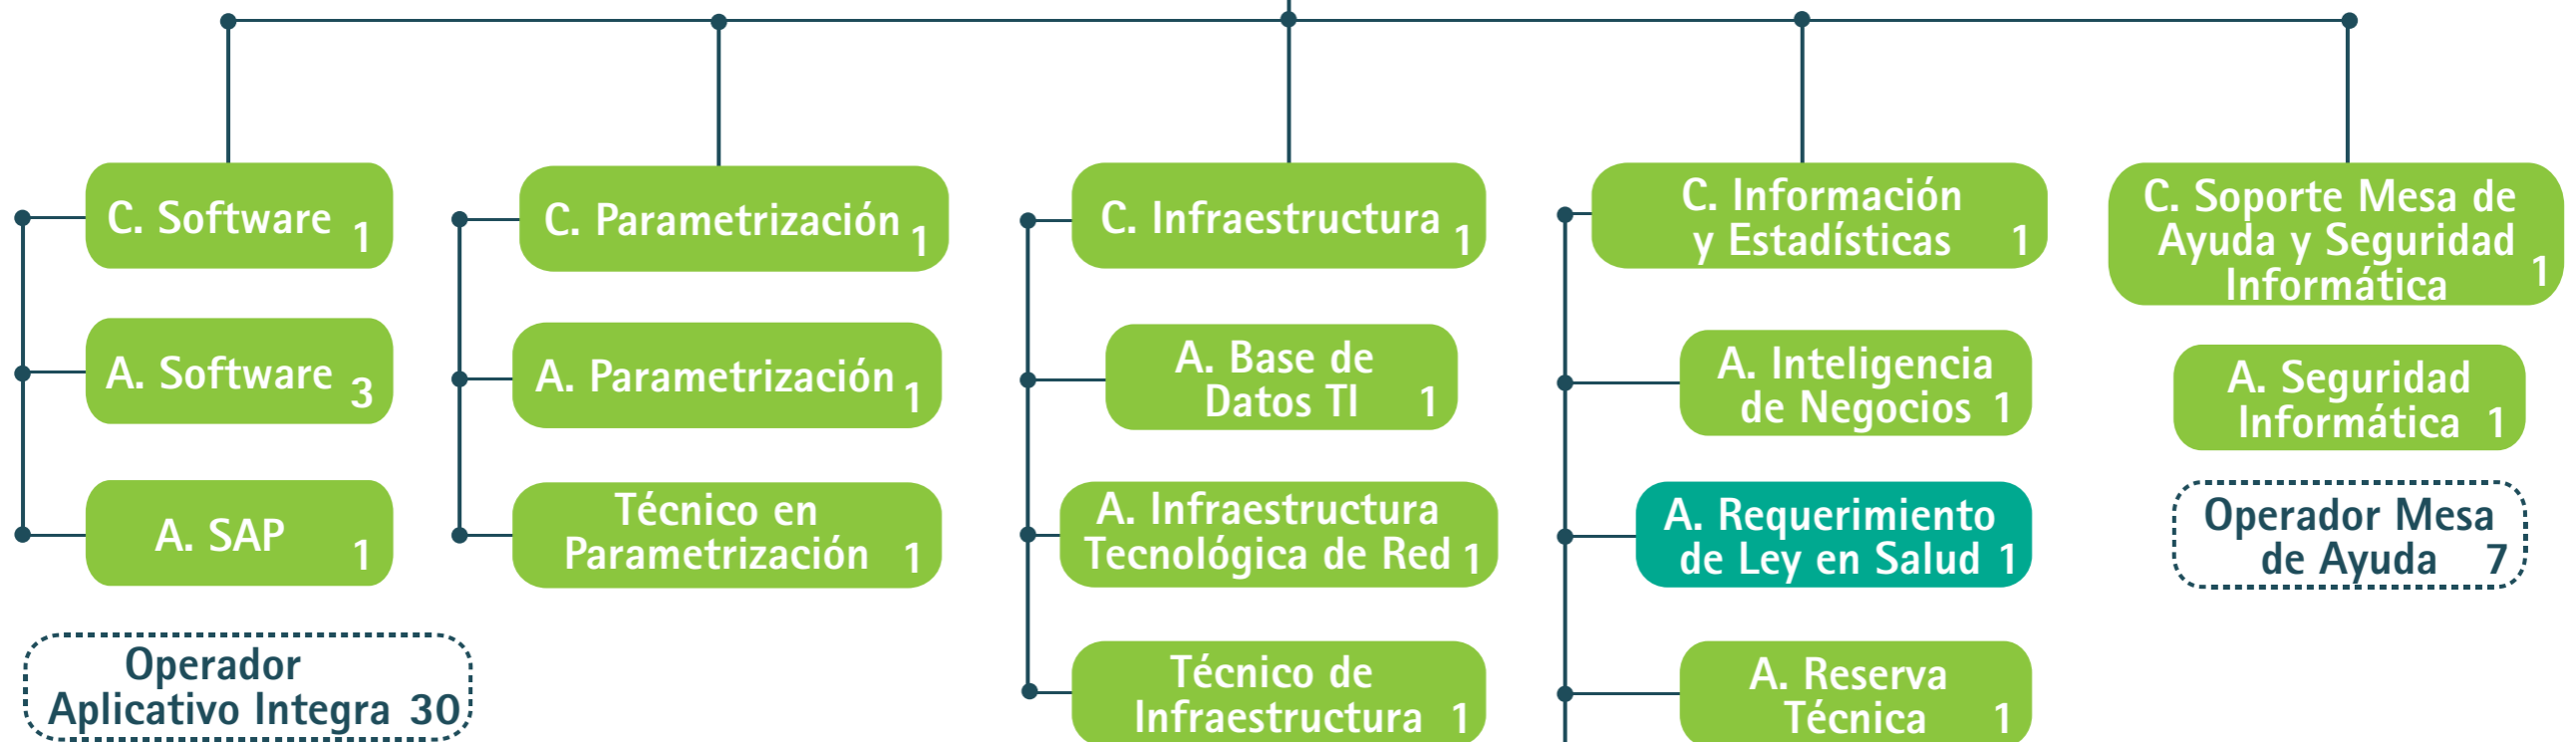 C. Software 1
A. Software 3
A. SAP 1
Operador
Aplicativo Integra 30
C. Parametrización 1
A. Parametrización 1
Técnico en
Parametrización 1
C. Infraestructura 1
A. Base de
Datos TI 1
A. Infraestructura
Tecnológica de Red 1
Técnico de
Infraestructura 1
C. Información
y Estadísticas 1
A. Inteligencia
de Negocios 1
A. Requerimiento
de Ley en Salud 1
A. Reserva
Técnica 1
C. Soporte Mesa de
Ayuda y Seguridad
Informática 1
A. Seguridad
Informática 1
Operador Mesa
de Ayuda 7